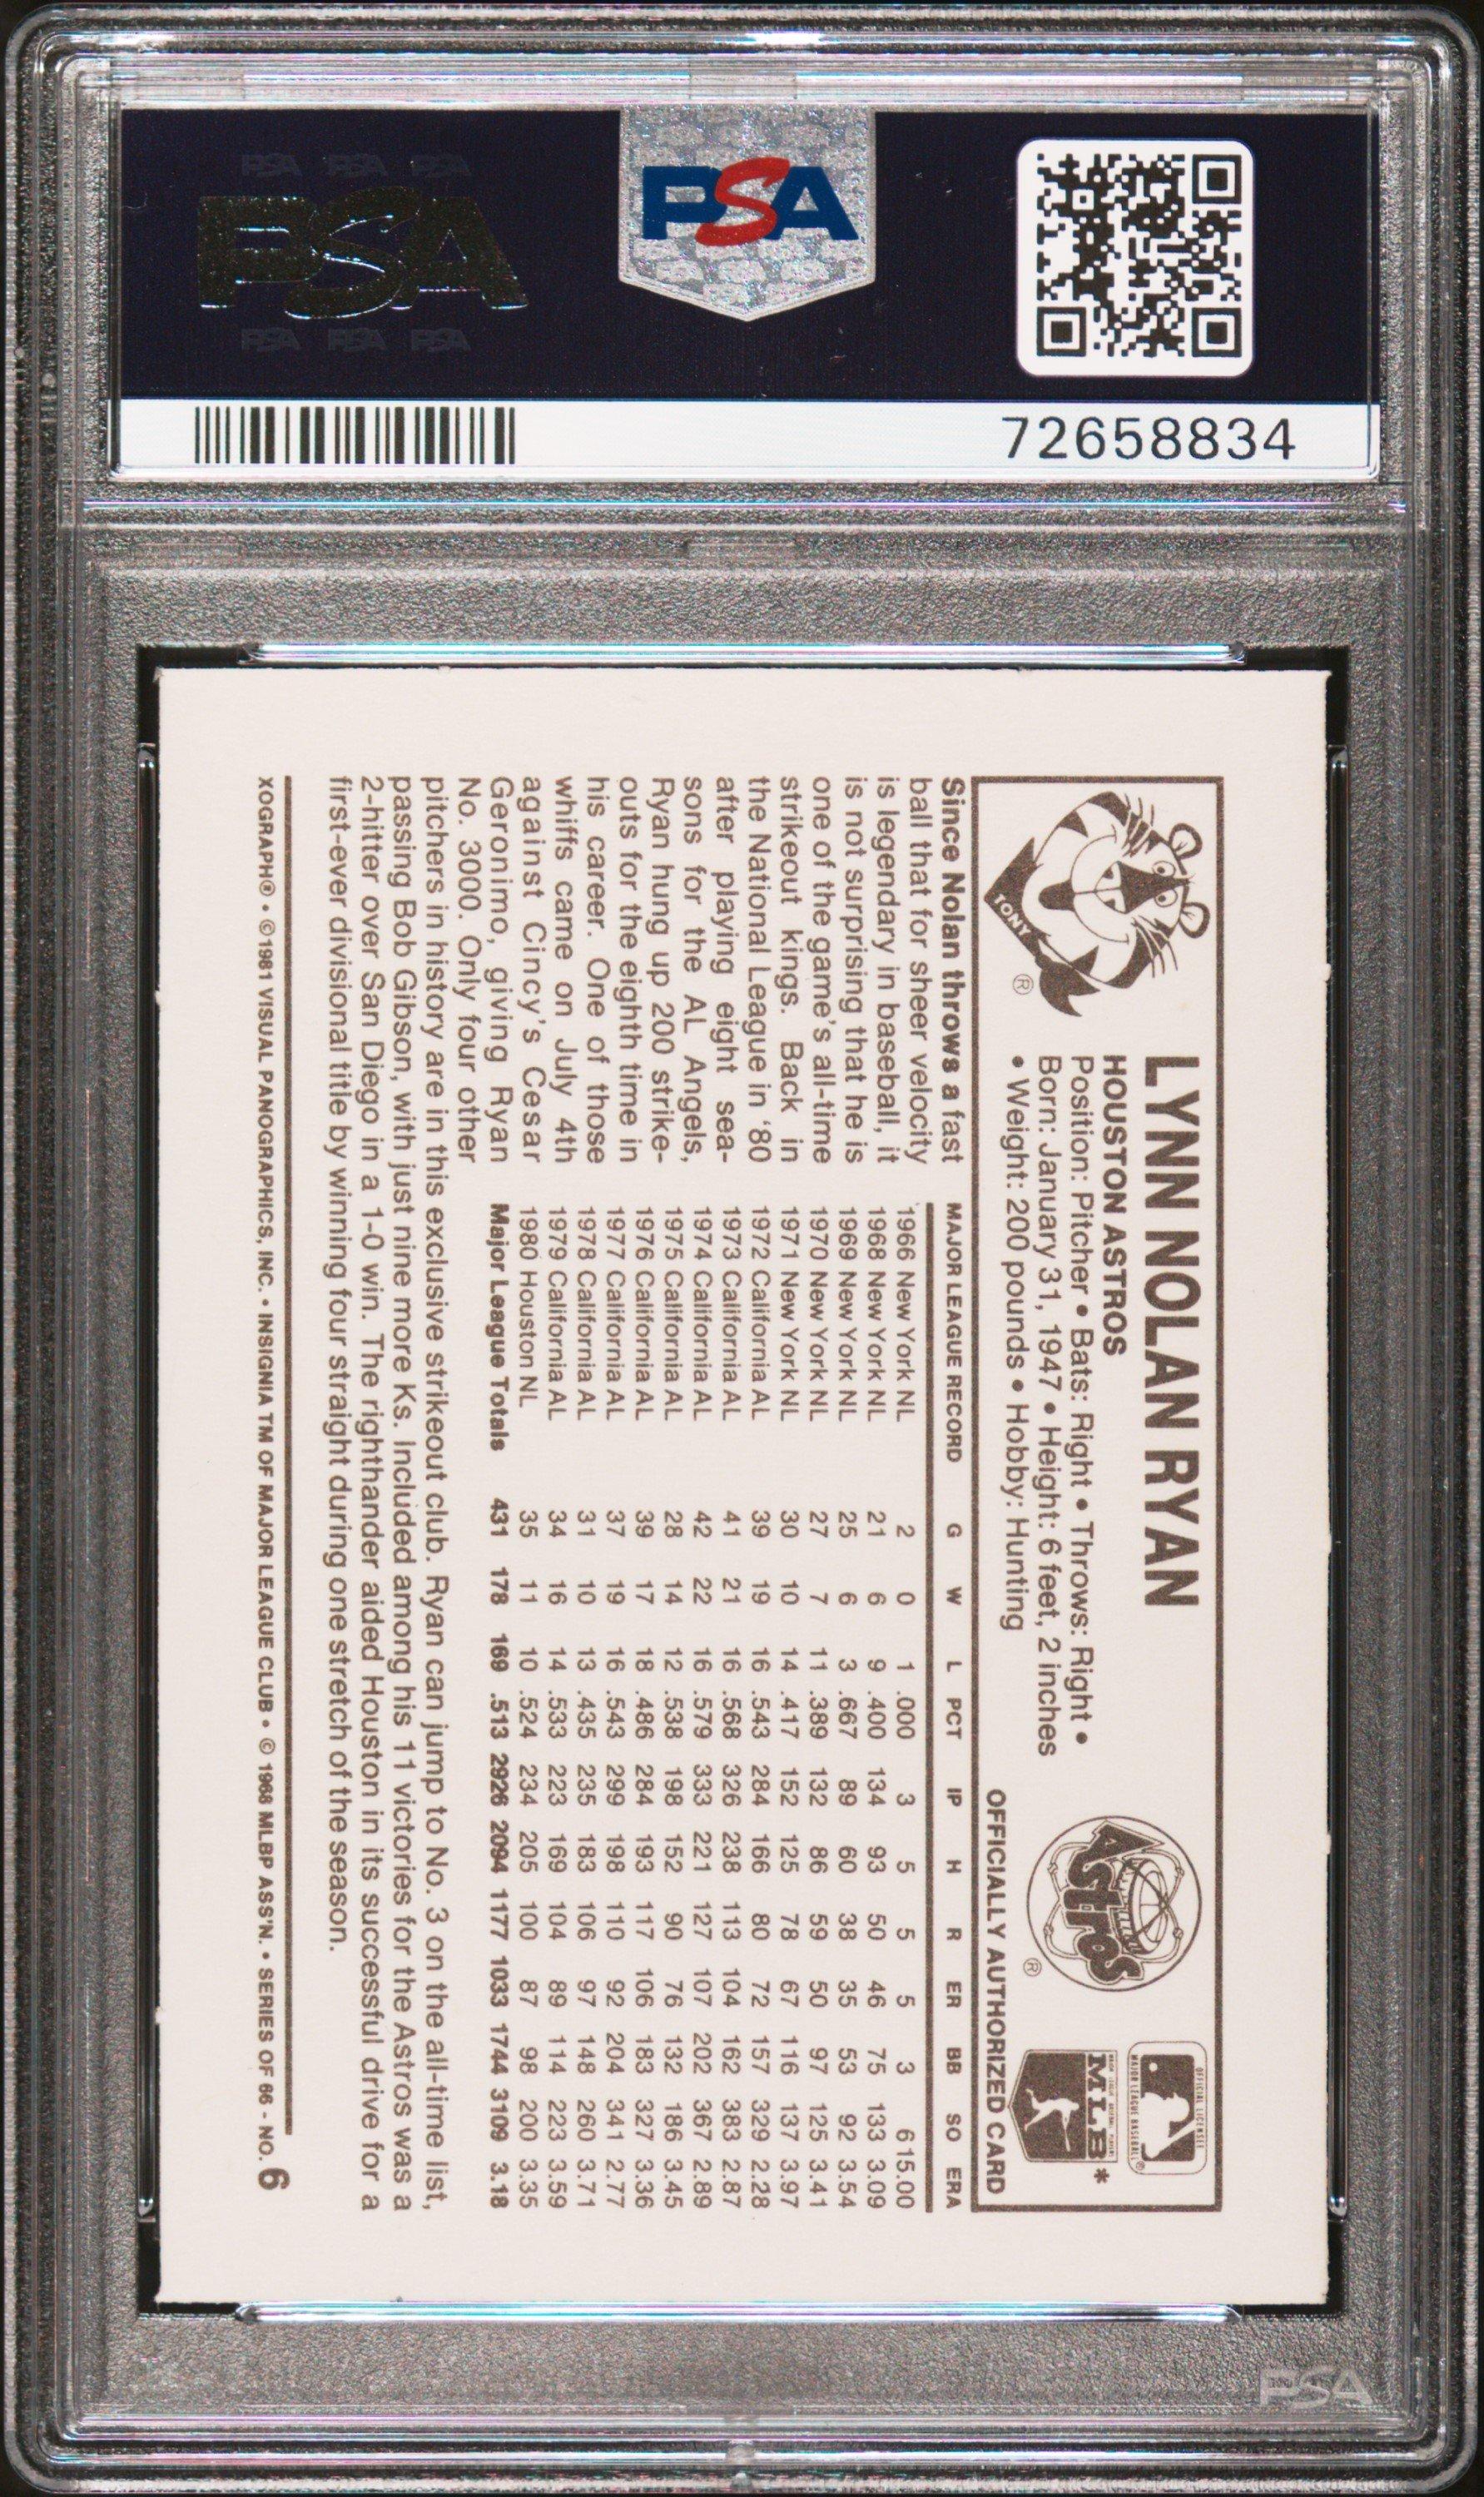 PSA PSA PSA
PSA
PSA PSA PSA
PSA
72658834
TONY
®
LYNN NOLAN RYAN
HOUSTON ASTROS
Position: Pitcher • Bats: Right • Throws: Right •
Born: January 31, 1947 • Height: 6 feet, 2 inches
• Weight: 200 pounds • Hobby: Hunting
Astros
®
OFFICIAL LICENSEE
MAJOR LEAGUE BASEBALL®
MLB*
OFFICIALLY AUTHORIZED CARD
Since Nolan throws a fast
ball that for sheer velocity
is legendary in baseball, it
is not surprising that he is
one of the game's all-time
strikeout kings. Back in
the National League in '80
after playing eight sea-
sons for the AL Angels,
Ryan hung up 200 strike-
outs for the eighth time in
his career. One of those
whiffs came on July 4th
against Cincy's Cesar
Geronimo, giving Ryan
No. 3000. Only four other
MAJOR LEAGUE RECORD G W L PCT IP H R ER BB SO ERA
1966 New York NL 2 0 1 .000 3 5 5 5 3 6 15.00
1968 New York NL 21 6 9 .400 134 93 50 46 75 133 3.09
1969 New York NL 25 6 3 .667 89 60 38 35 53 92 3.54
1970 New York NL 27 7 11 .389 132 86 59 50 97 125 3.41
1971 New York NL 30 10 14 .417 152 125 78 67 116 137 3.97
1972 California AL 39 19 16 .543 284 166 80 72 157 329 2.28
1973 California AL 41 21 16 .568 326 238 113 104 162 383 2.87
1974 California AL 42 22 16 .579 333 221 127 107 202 367 2.89
1975 California AL 28 14 12 .538 198 152 90 76 132 186 3.45
1976 California AL 39 17 18 .486 284 193 117 106 183 327 3.36
1977 California AL 37 19 16 .543 299 198 110 92 204 341 2.77
1978 California AL 31 10 13 .435 235 183 106 97 148 260 3.71
1979 California AL 34 16 14 .533 223 169 104 89 114 223 3.59
1980 Houston NL 35 11 10 .524 234 205 100 87 98 200 3.35
Major League Totals 431 178 169 .513 2926 2094 1177 1033 1744 3109 3.18
pitchers in history are in this exclusive strikeout club. Ryan can jump to No. 3 on the all-time list,
passing Bob Gibson, with just nine more Ks. Included among his 11 victories for the Astros was a
2-hitter over San Diego in a 1-0 win. The righthander aided Houston in its successful drive for a
first-ever divisional title by winning four straight during one stretch of the season.
XOGRAPH® • ©1981 VISUAL PANOGRAPHICS, INC. • INSIGNIA TM OF MAJOR LEAGUE CLUB • © 1968 MLBP ASS'N. • SERIES OF 66 - NO. 6
PSA